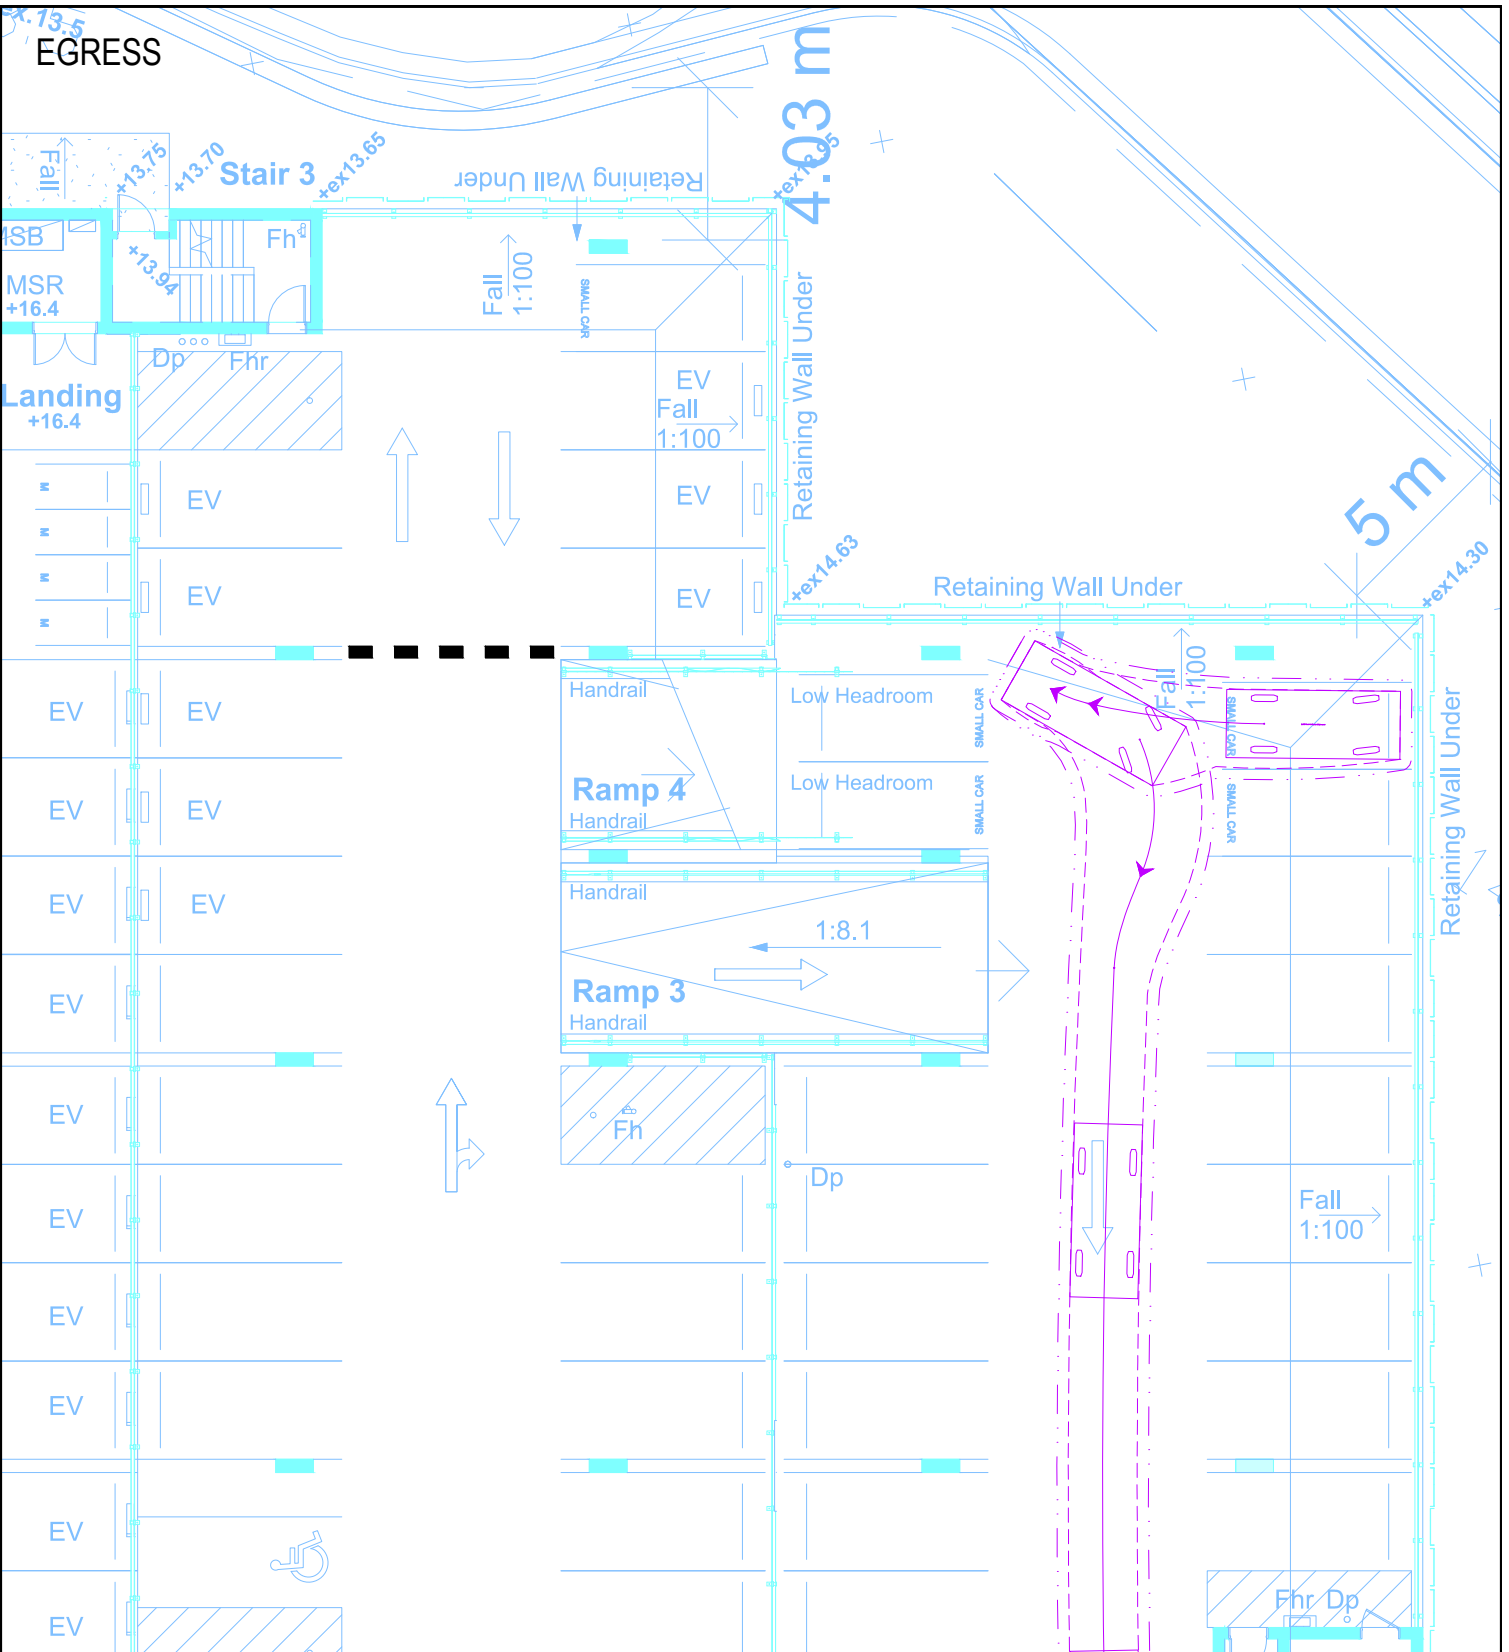 ex.13.5
EGRESS
4.03 m
Fall
+13.75
+13.70
Stair 3
+ex13.65
Retaining Wall Under
MSB
Fh
+13.94
MSR
+16.4
Fall
1:100
SMALL CAR
Retaining Wall Under
Dp
Fhr
Landing
+16.4
EV
Fall
1:100
M
EV
EV
M
M
EV
EV
M
5 m
+ex14.63
+ex14.30
Retaining Wall Under
Fall
1:100
Handrail
Low Headroom
SMALL CAR
SMALL CAR
EV
EV
Retaining Wall Under
Ramp 4
Low Headroom
SMALL CAR
SMALL CAR
EV
EV
Handrail
Handrail
EV
EV
1:8.1
Ramp 3
EV
Handrail
EV
Fh
Dp
EV
Fall
1:100
EV
EV
EV
EV
Fhr
Dp